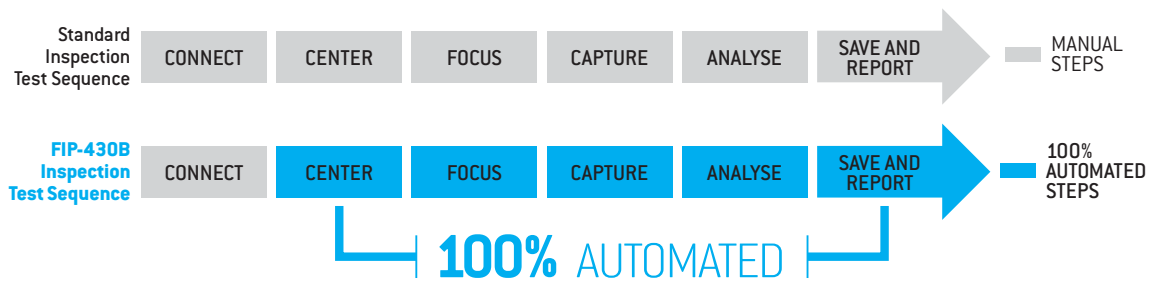 Standard
Inspection
Test Sequence
CONNECT
CENTER
FOCUS
CAPTURE
ANALYSE
SAVE AND
REPORT
MANUAL
STEPS
FIP-430B
Inspection
Test Sequence
CONNECT
CENTER
FOCUS
CAPTURE
ANALYSE
SAVE AND
REPORT
100%
AUTOMATED
STEPS
100% AUTOMATED